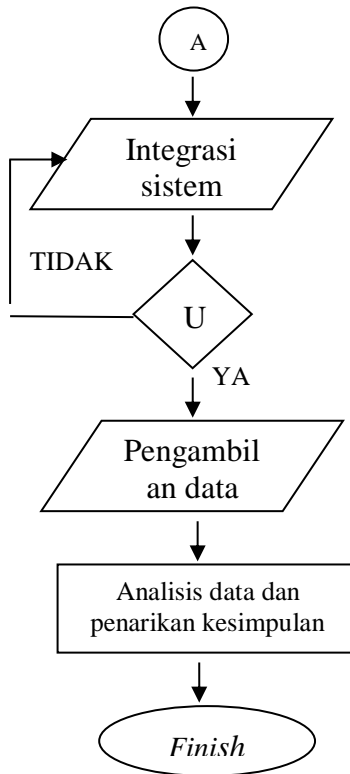 A
Integrasi
sistem
TIDAK
U
YA
Pengambil
an data
Analisis data dan
penarikan kesimpulan
Finish